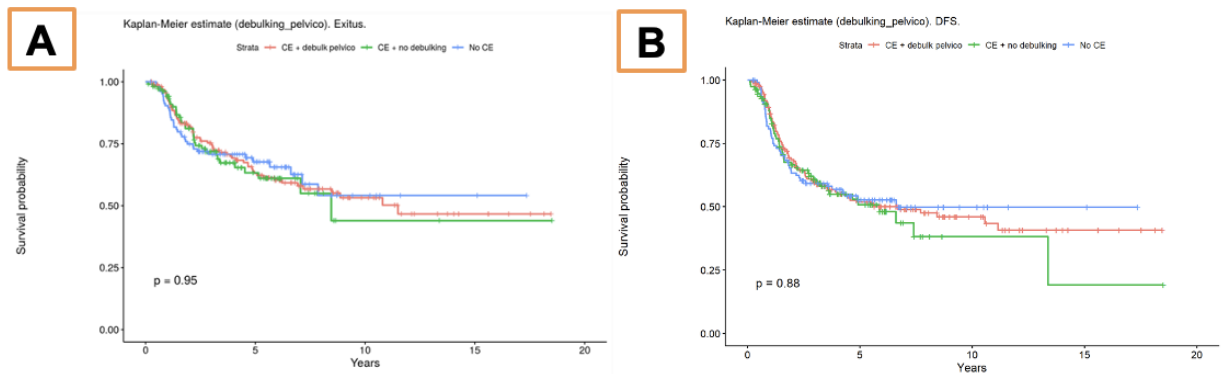 A
Kaplan-Meier estimate (debulking_pelvico). Exitus.
Strata CE + debulk pelvico CE + no debulking No CE
Survival probability
1.00
0.75
0.50
0.25
0.00
p = 0.95
0 5 10 15 20
Years
B
Kaplan-Meier estimate (debulking_pelvico). DFS.
Strata CE + debulk pelvico CE + no debulking No CE
Survival probability
1.00
0.75
0.50
0.25
0.00
p = 0.88
0 5 10 15 20
Years